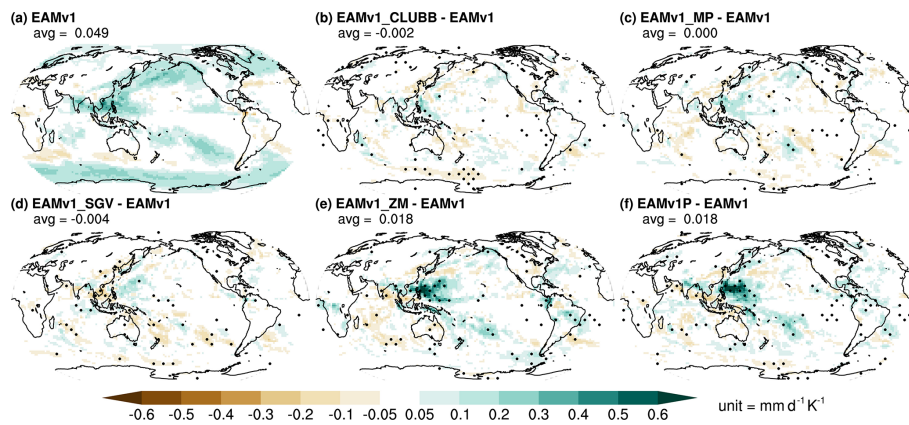 (a) EAMv1
avg = 0.049
(b) EAMv1_CLUBB - EAMv1
avg = -0.002
(c) EAMv1_MP - EAMv1
avg = 0.000
(d) EAMv1_SGV - EAMv1
avg = -0.004
(e) EAMv1_ZM - EAMv1
avg = 0.018
(f) EAMv1P - EAMv1
avg = 0.018
-0.6 -0.5 -0.4 -0.3 -0.2 -0.1 -0.05 0.05 0.1 0.2 0.3 0.4 0.5 0.6
unit = mm d⁻¹ K⁻¹